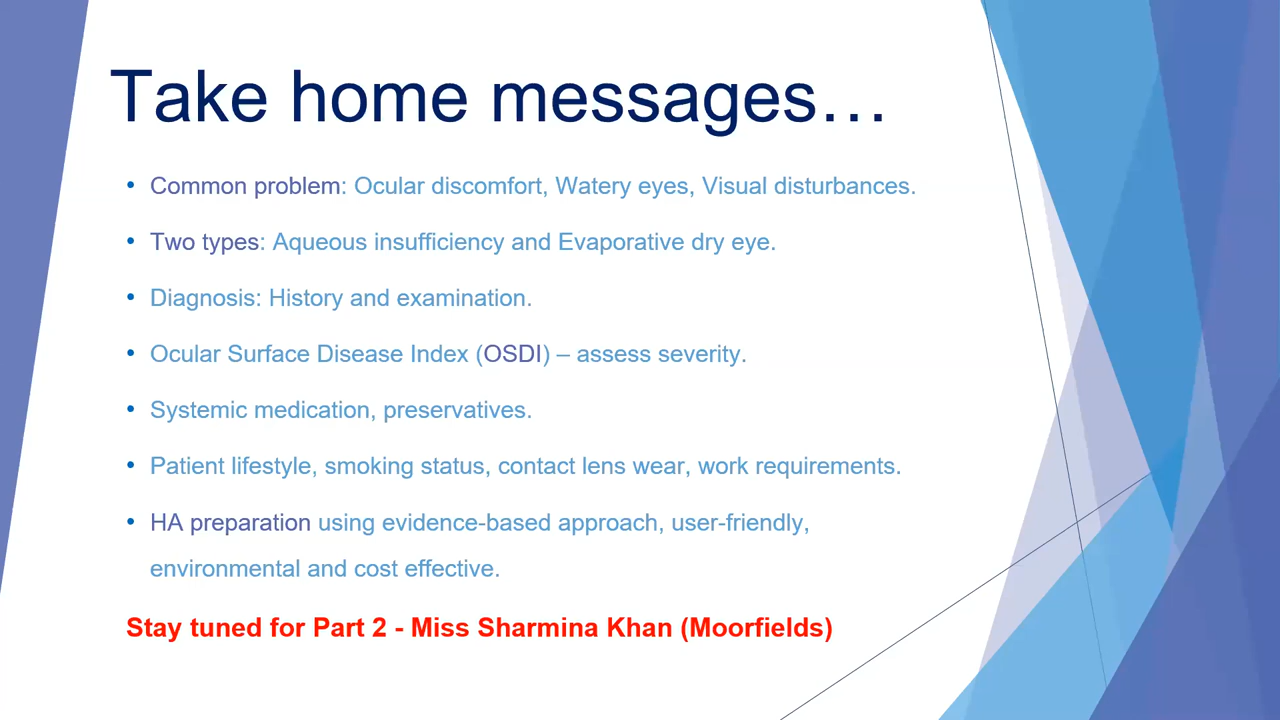 Take home messages…
• Common problem: Ocular discomfort, Watery eyes, Visual disturbances.
• Two types: Aqueous insufficiency and Evaporative dry eye.
• Diagnosis: History and examination.
• Ocular Surface Disease Index (OSDI) – assess severity.
• Systemic medication, preservatives.
• Patient lifestyle, smoking status, contact lens wear, work requirements.
• HA preparation using evidence-based approach, user-friendly,
environmental and cost effective.
Stay tuned for Part 2 - Miss Sharmina Khan (Moorfields)